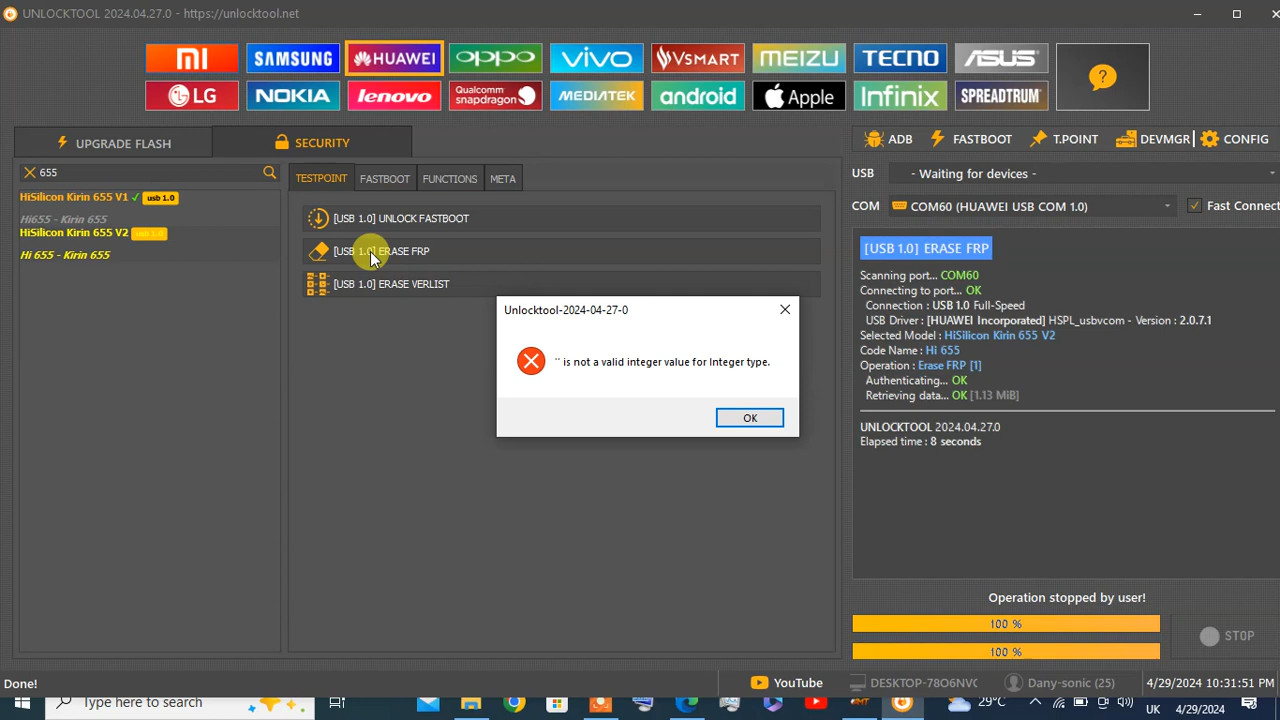 UNLOCKTOOL 2024.04.27.0 - https://unlocktool.net
MI SAMSUNG HUAWEI OPPO vivo VSMART MEIZU TECNO ASUS ?
LG NOKIA lenovo Qualcomm snapdragon MEDIATEK android Apple Infinix SPREADTRUM
UPGRADE FLASH SECURITY
ADB FASTBOOT T.POINT DEVMGR CONFIG
655
HiSilicon Kirin 655 V1 usb 1.0
Hi655 - Kirin 655
HiSilicon Kirin 655 V2 usb 1.0
Hi 655 - Kirin 655
TESTPOINT FASTBOOT FUNCTIONS META
[USB 1.0] UNLOCK FASTBOOT
[USB 1.0] ERASE FRP
[USB 1.0] ERASE VERLIST
Unlocktool-2024-04-27-0
'' is not a valid integer value for Integer type.
OK
USB - Waiting for devices -
COM COM60 (HUAWEI USB COM 1.0) Fast Connect
[USB 1.0] ERASE FRP
Scanning port... COM60
Connecting to port... OK
Connection : USB 1.0 Full-Speed
USB Driver : [HUAWEI Incorporated] HSPL_usbvcom - Version : 2.0.7.1
Selected Model : HiSilicon Kirin 655 V2
Code Name : Hi 655
Operation : Erase FRP [1]
Authenticating... OK
Retrieving data... OK [1.13 MiB]
UNLOCKTOOL 2024.04.27.0
Elapsed time : 8 seconds
Operation stopped by user!
100 %
100 %
STOP
Done! YouTube DESKTOP-78O6NVC Dany-sonic (25) 4/29/2024 10:31:51 PM
Type here to search 29°C UK 4/29/2024